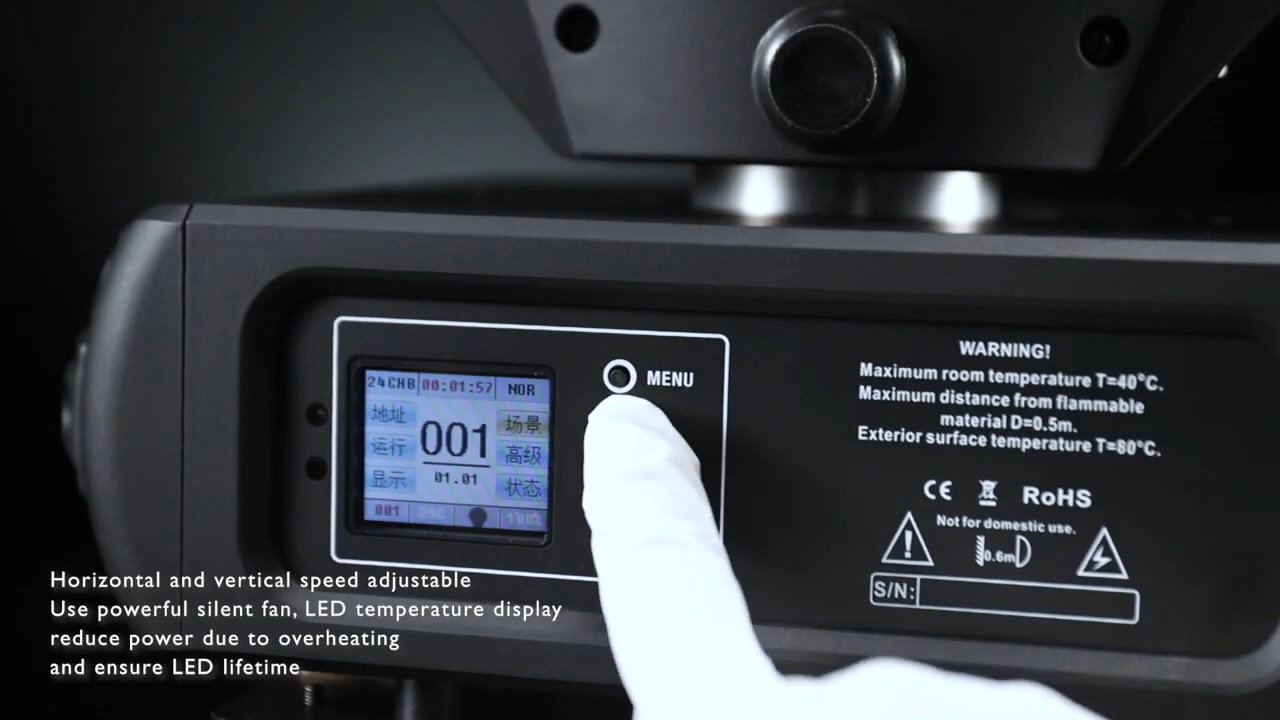 24CHB 00:01:57 NOR
地址
场景
001
运行
高级
01.01
显示
状态
001 100%
MENU
WARNING!
Maximum room temperature T=40°C.
Maximum distance from flammable
material D=0.5m.
Exterior surface temperature T=80°C.
CE RoHS
Not for domestic use.
0.6m
S/N:
Horizontal and vertical speed adjustable
Use powerful silent fan, LED temperature display
reduce power due to overheating
and ensure LED lifetime